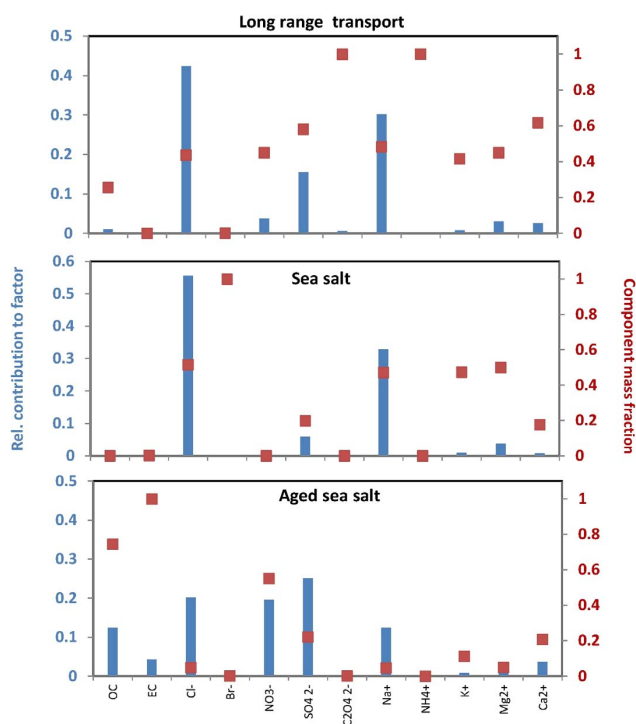 Long range transport
0.5
0.4
0.3
0.2
0.1
0
1
0.8
0.6
0.4
0.2
0
Sea salt
0.6
0.5
0.4
0.3
0.2
0.1
0
1
0.8
0.6
0.4
0.2
0
Rel. contribution to factor
Component mass fraction
Aged sea salt
0.5
0.4
0.3
0.2
0.1
0
1
0.8
0.6
0.4
0.2
0
OC
EC
Cl-
Br-
NO3-
SO4 2-
C2O4 2-
Na+
NH4+
K+
Mg2+
Ca2+